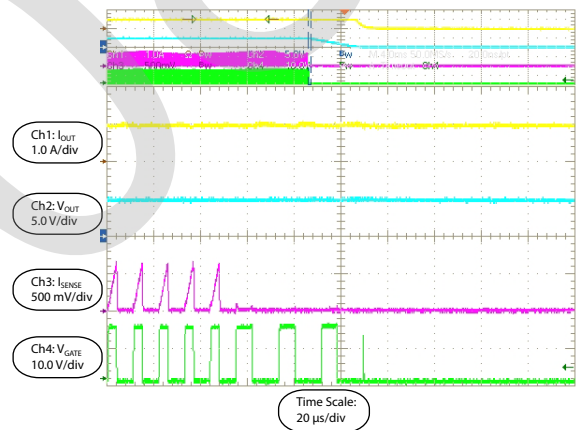 Ch1: IOUT
1.0 A/div
Ch2: VOUT
5.0 V/div
Ch3: ISENSE
500 mV/div
Ch4: VGATE
10.0 V/div
Time Scale:
20 µs/div